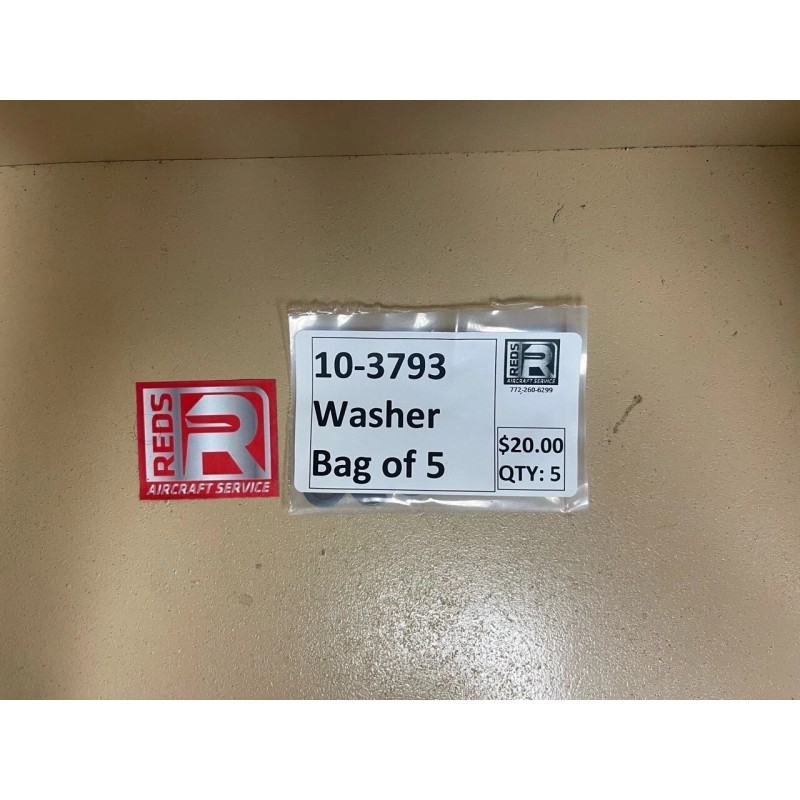 REDS
R
AIRCRAFT SERVICE
10-3793
Washer
Bag of 5
REDS
R
AIRCRAFT SERVICE
772-260-6299
$20.00
QTY: 5